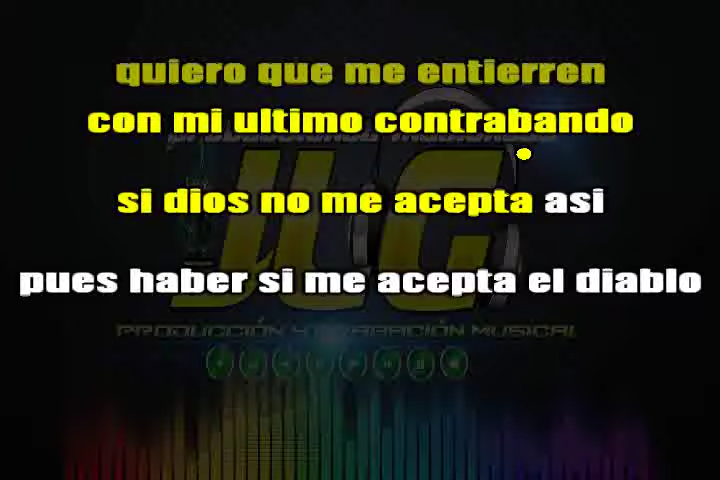 quiero que me entierren
con mi ultimo contrabando
si dios no me acepta asi
JLG
pues haber si me acepta el diablo
PRODUCCIÓN Y GRABACIÓN MUSICAL